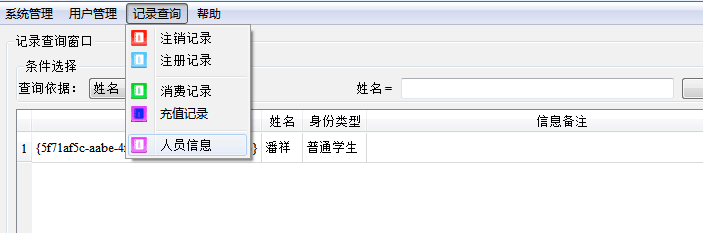 系统管理 用户管理 记录查询 帮助
记录查询窗口
注销记录
条件选择
注册记录
查询依据： 姓名 姓名=
消费记录
充值记录
姓名 身份类型 信息备注
人员信息
1 {5f71af5c-aabe-4 } 潘祥 普通学生